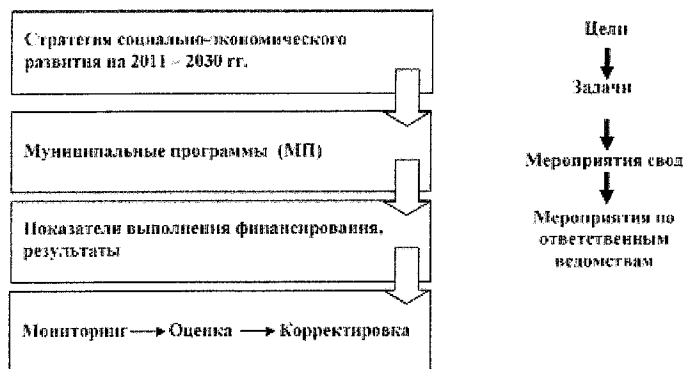 Стратегия социально-экономического
развития на 2011 – 2030 гг.
Муниципальные программы (МП)
Показатели выполнения финансирования,
результаты
Мониторинг → Оценка → Корректировка
Цели
Задачи
Мероприятия свод
Мероприятия по
ответственным
ведомствам